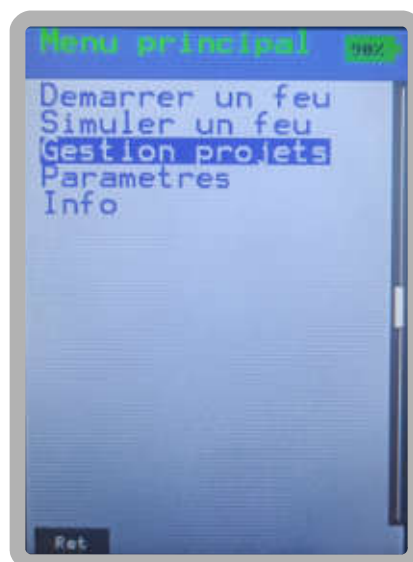 Menu principal
90%
Demarrer un feu
Simuler un feu
Gestion projets
Parametres
Info
Ret